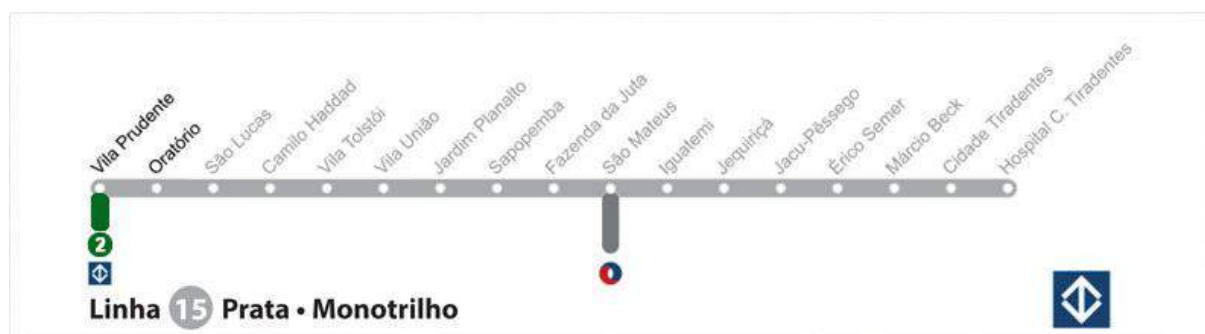 Vila Prudente
Oratório
São Lucas
Camilo Haddad
Vila Tolstói
Vila União
Jardim Planalto
Sapopemba
Fazenda da Juta
São Mateus
Iguatemi
Jequiriçá
Jacu-Pêssego
Érico Semer
Márcio Beck
Cidade Tiradentes
Hospital C. Tiradentes
2
Linha 15 Prata • Monotrilho